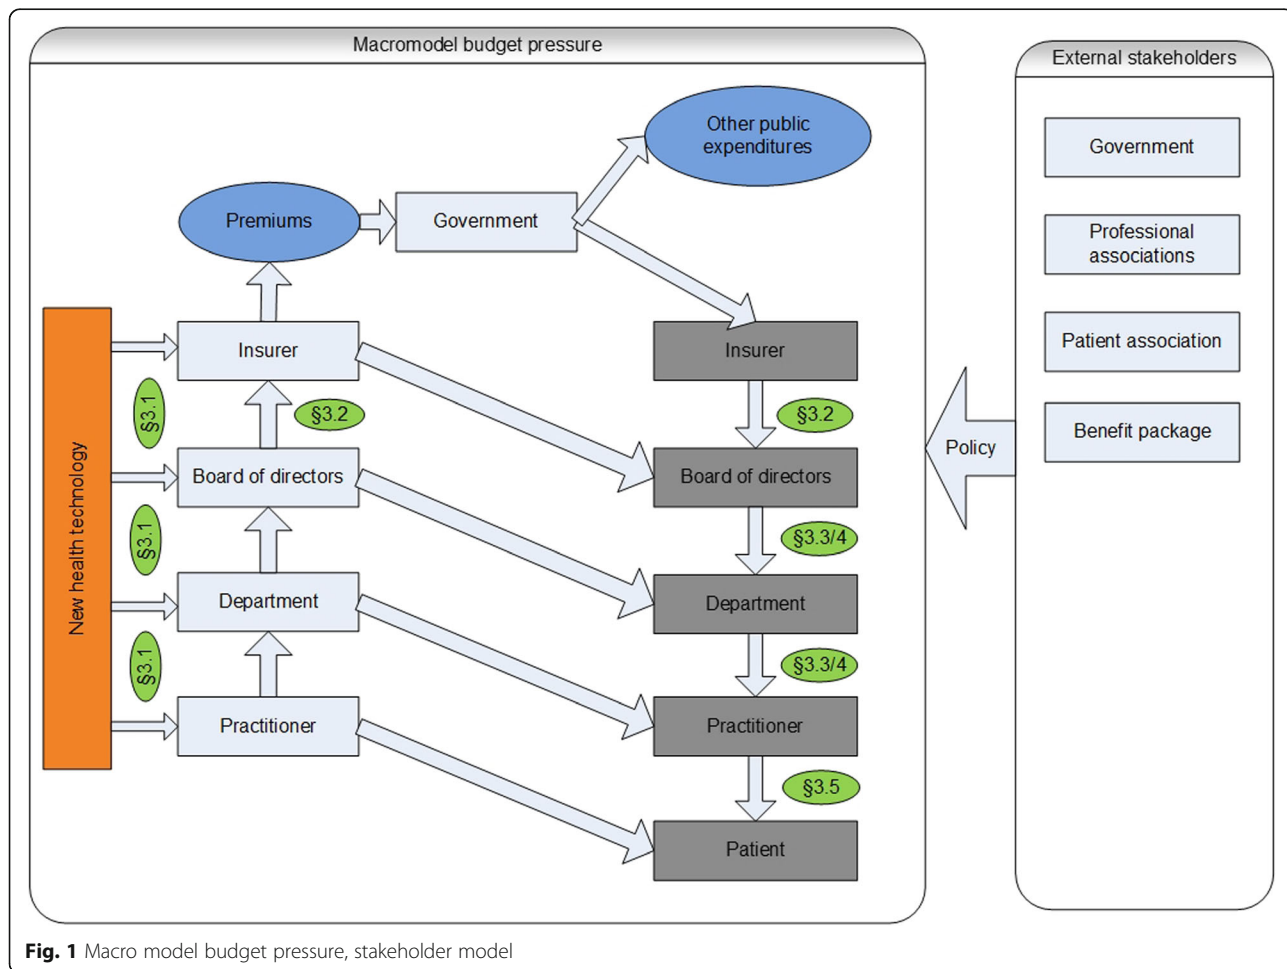 Macromodel budget pressure
External stakeholders
Other public
expenditures
Government
Premiums
Government
Professional
associations
Insurer
Insurer
Patient association
§3.1
§3.2
§3.2
Benefit package
Policy
New health technology
Board of directors
Board of directors
§3.1
§3.3/4
Department
Department
§3.1
§3.3/4
Practitioner
Practitioner
§3.5
Patient
Fig. 1 Macro model budget pressure, stakeholder model